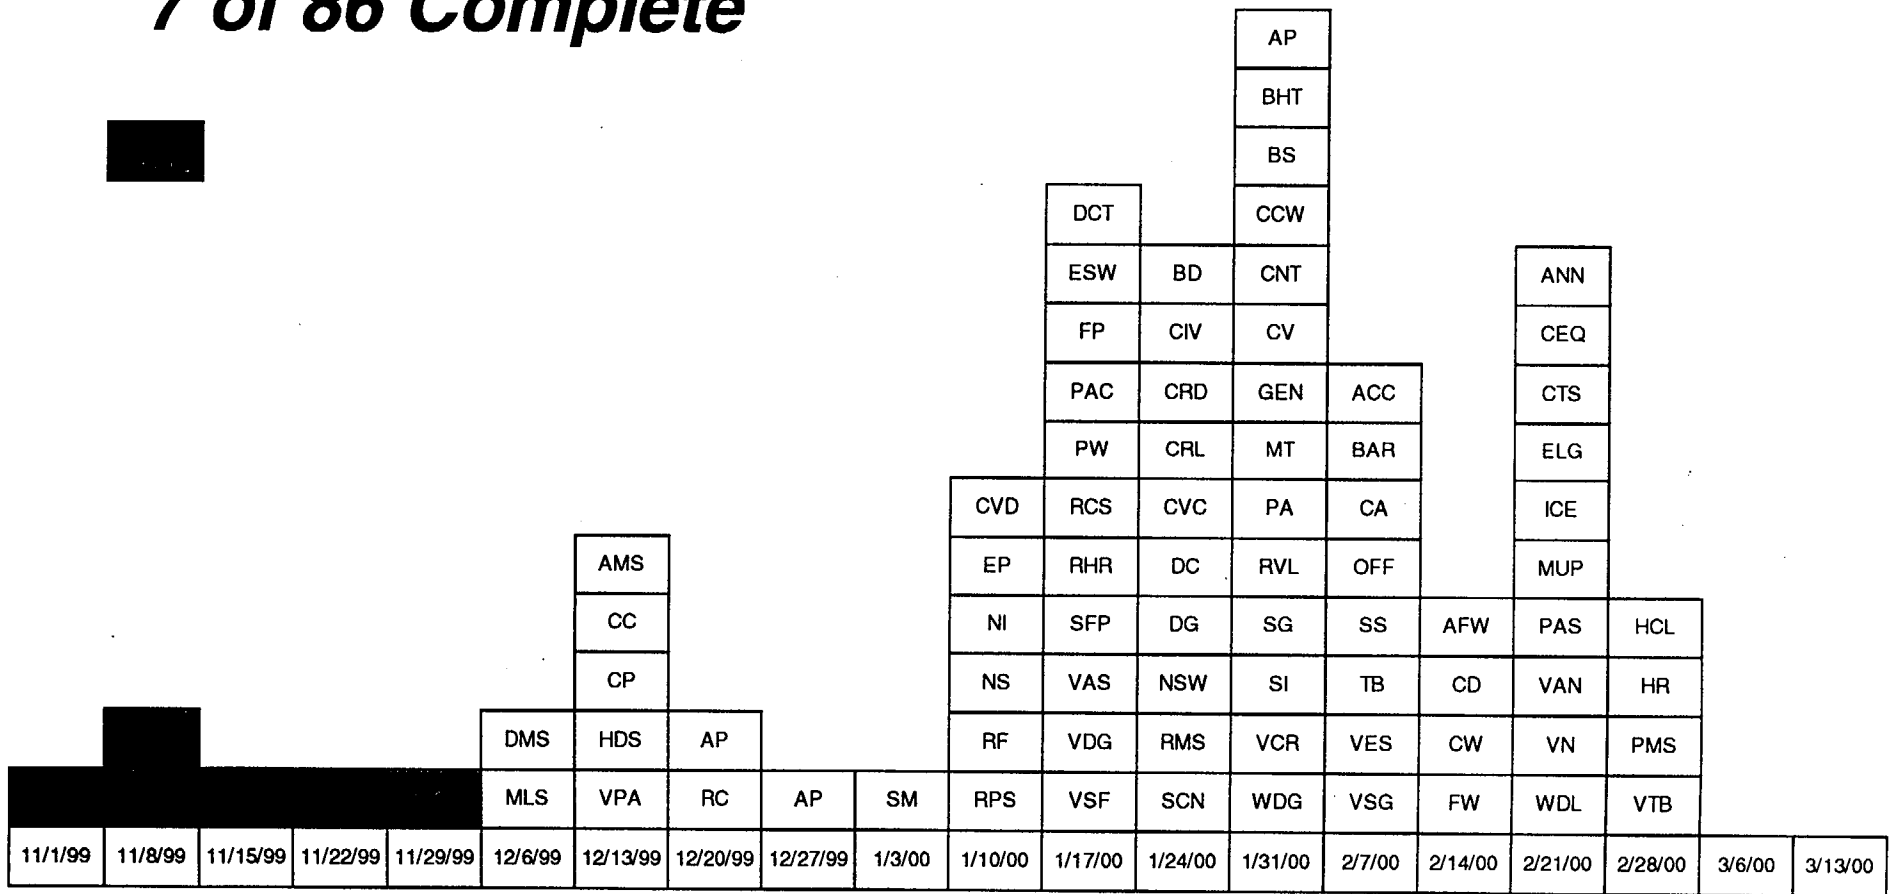 7 of 86 Complete
AP
BHT
BS
DCT CCW
ESW BD CNT ANN
FP CIV CV CEQ
PAC CRD GEN ACC CTS
PW CRL MT BAR ELG
CVD RCS CVC PA CA ICE
AMS EP RHR DC RVL OFF MUP
CC NI SFP DG SG SS AFW PAS HCL
CP NS VAS NSW SI TB CD VAN HR
DMS HDS AP RF VDG RMS VCR VES CW VN PMS
MLS VPA RC AP SM RPS VSF SCN WDG VSG FW WDL VTB
11/1/99 11/8/99 11/15/99 11/22/99 11/29/99 12/6/99 12/13/99 12/20/99 12/27/99 1/3/00 1/10/00 1/17/00 1/24/00 1/31/00 2/7/00 2/14/00 2/21/00 2/28/00 3/6/00 3/13/00